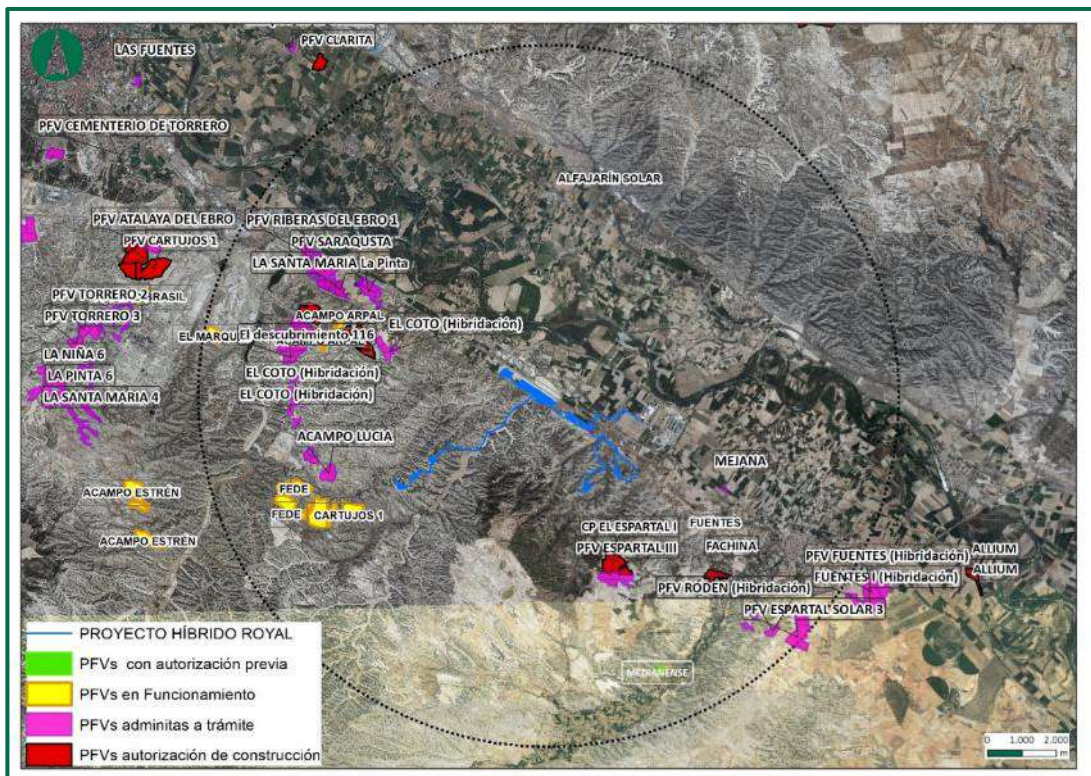 PFV CLARITA
LAS FUENTES
PFV CEMENTERIO DE TORRERO
ALFAJARÍN SOLAR
PFV ATALAYA DEL EBRO
PFV RIBERAS DEL EBRO 1
PFV CARTUJOS 1
PFV SARAQUSTA
LA SANTA MARIA La Pinta
PFV TORRERO 2
BRASIL
PFV TORRERO 3
ACAMPO ARPAL
EL COTO (Hibridación)
EL MARQU
El descubrimiento 116
LA NIÑA 6
LA PINTA 6
EL COTO (Hibridación)
LA SANTA MARIA 4
EL COTO (Hibridación)
ACAMPO LUCIA
MEJANA
ACAMPO ESTRÉN
FEDE
FEDE
CARTUJOS 1
ACAMPO ESTRÉN
CP EL ESPARTAL I
FUENTES
PFV ESPARTAL III
FACHINA
PFV FUENTES (Hibridación)
ALLIUM
ALLIUM
FUENTES I (Hibridación)
PFV RODEN (Hibridación)
PFV ESPARTAL SOLAR 3
MEDIANENSE
PROYECTO HÍBRIDO ROYAL
PFVs con autorización previa
PFVs en Funcionamiento
PFVs adminitas a trámite
PFVs autorización de construcción
0 1.000 2.000
m